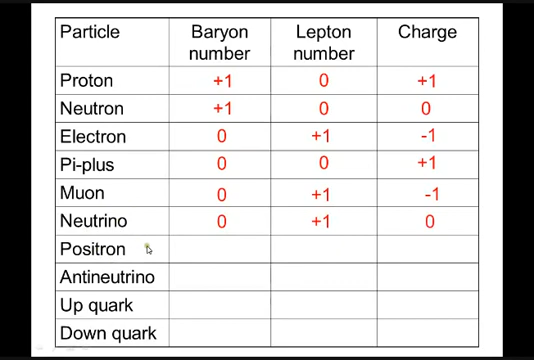 Particle Baryon number Lepton number Charge
Proton +1 0 +1
Neutron +1 0 0
Electron 0 +1 -1
Pi-plus 0 0 +1
Muon 0 +1 -1
Neutrino 0 +1 0
Positron
Antineutrino
Up quark
Down quark